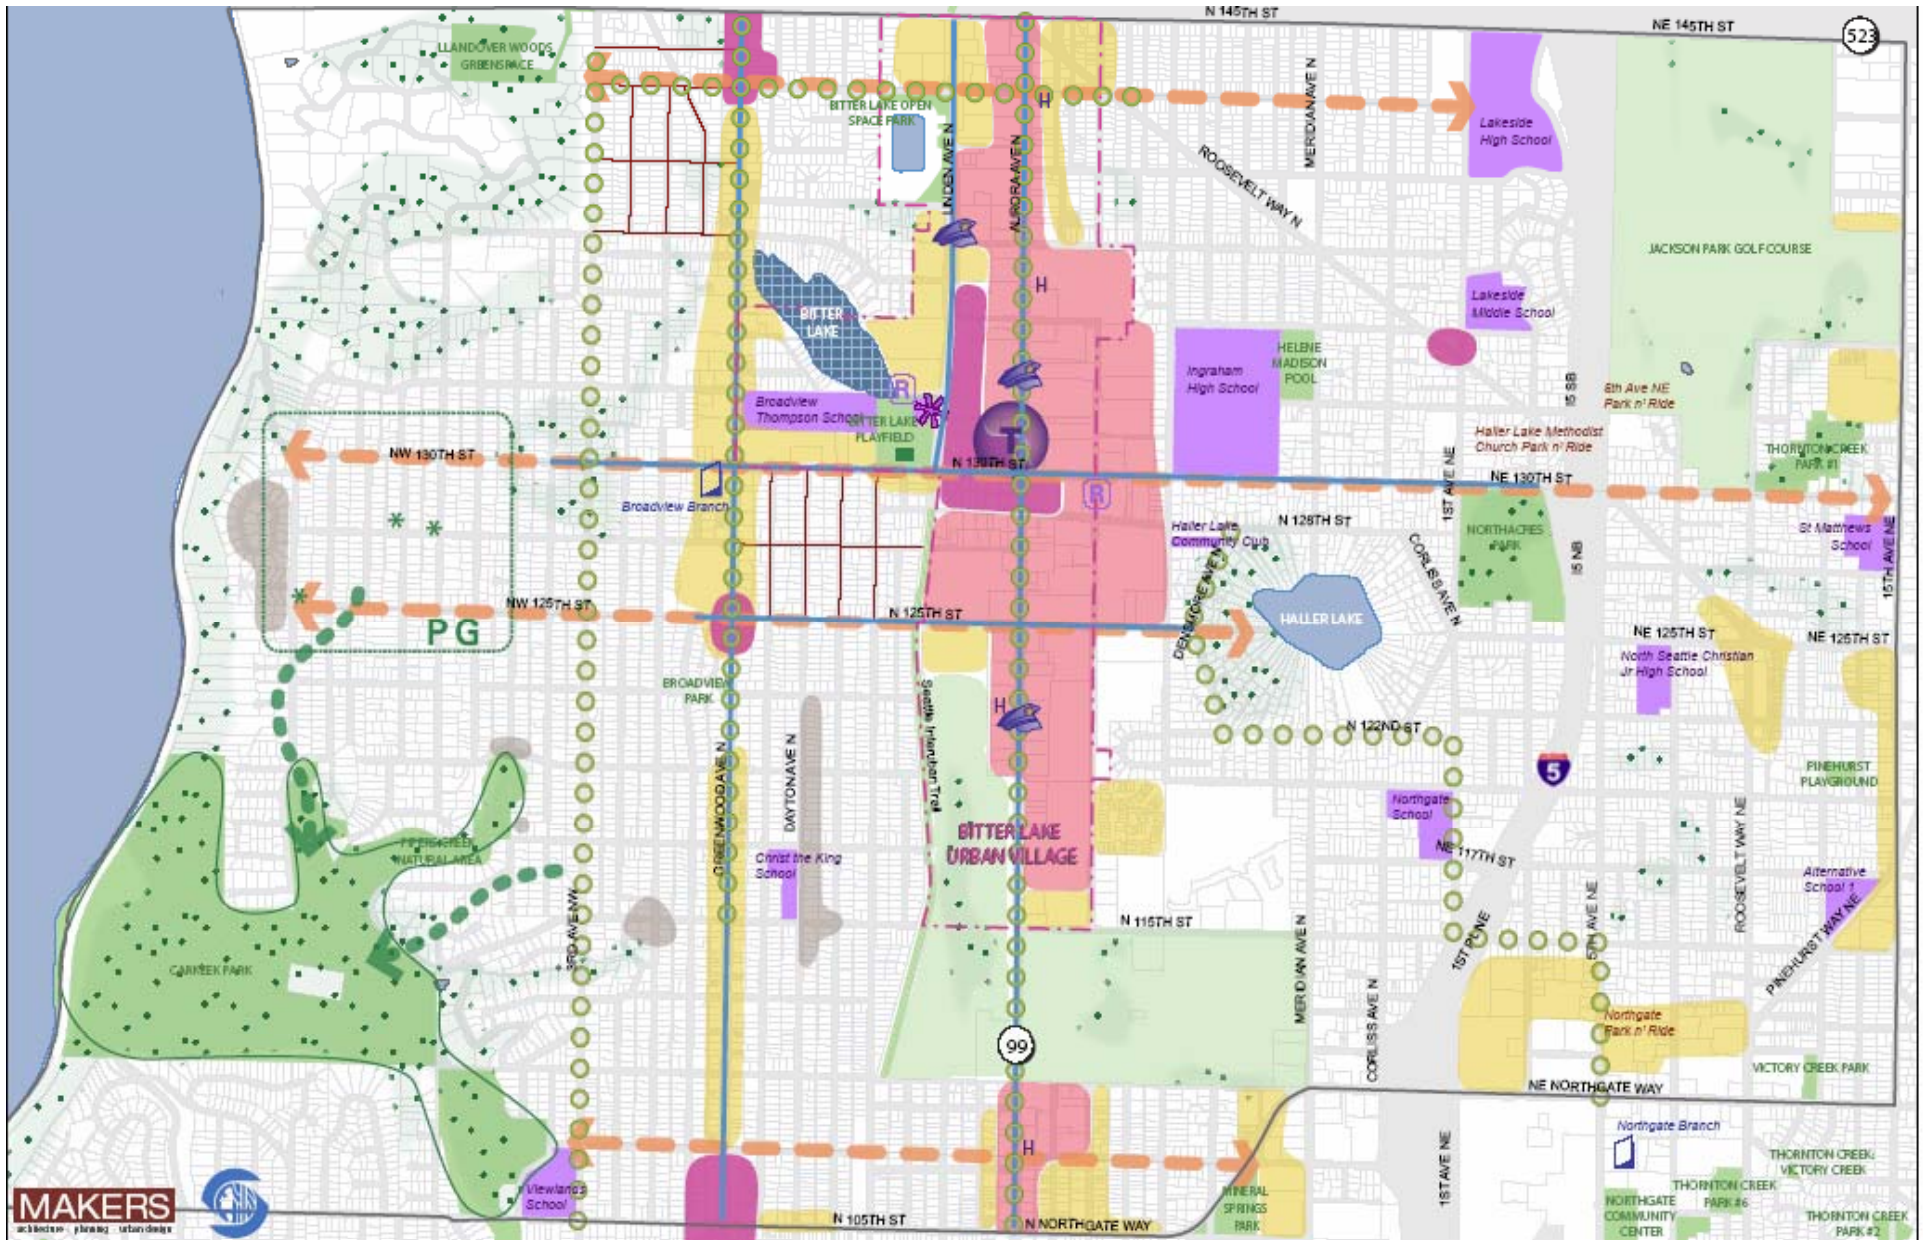 N 145TH ST
NE 145TH ST
523
LLANDOVER WOODS
GREENSPACE
BITTER LAKE OPEN
SPACE PARK
H
LINDEN AVE N
AURORA AVE N
MERIDIAN AVE N
Lakeside
High School
ROOSEVELT WAY N
JACKSON PARK GOLF COURSE
H
Lakeside
Middle School
BITTER
LAKE
HELENE
MADISON
POOL
Ingraham
High School
I5 SB
8th Ave NE
Park n' Ride
R
Broadview
Thompson School
BITTER LAKE
PLAYFIELD
T
Haller Lake Methodist
Church Park n' Ride
THORNTON CREEK
PARK #1
NW 130TH ST
N 130TH ST
NE 130TH ST
R
1ST AVE NE
Broadview Branch
Haller Lake
Community Club
N 128TH ST
NORTHACRES
PARK
St Matthews
School
15TH AVE NE
I5 NB
CORLISS AVE N
NW 125TH ST
N 125TH ST
DENSMORE AVE N
HALLER LAKE
PG
NE 125TH ST
NE 125TH ST
North Seattle Christian
Jr High School
BROADVIEW
PARK
Seattle Interurban Trail
H
N 122ND ST
GREENWOOD AVE N
DAYTON AVE N
5
PINEHURST
PLAYGROUND
Northgate
School
NE 117TH ST
ROOSEVELT WAY NE
BITTER LAKE
URBAN VILLAGE
PIPERS CREEK
NATURAL AREA
Christ the King
School
Alternative
School 1
N 115TH ST
3RD AVE NW
MERIDIAN AVE N
1ST PL NE
5TH AVE NE
PINEHURST WAY NE
CARKEEK PARK
CORLISS AVE N
Northgate
Park n' Ride
99
VICTORY CREEK PARK
NE NORTHGATE WAY
Northgate Branch
H
1ST AVE NE
THORNTON CREEK:
VICTORY CREEK
Viewlands
School
MINERAL
SPRINGS
PARK
THORNTON CREEK
PARK #6
NORTHGATE
COMMUNITY
CENTER
THORNTON CREEK
PARK #2
N 105TH ST
N NORTHGATE WAY
MAKERS
architecture · planning · urban design